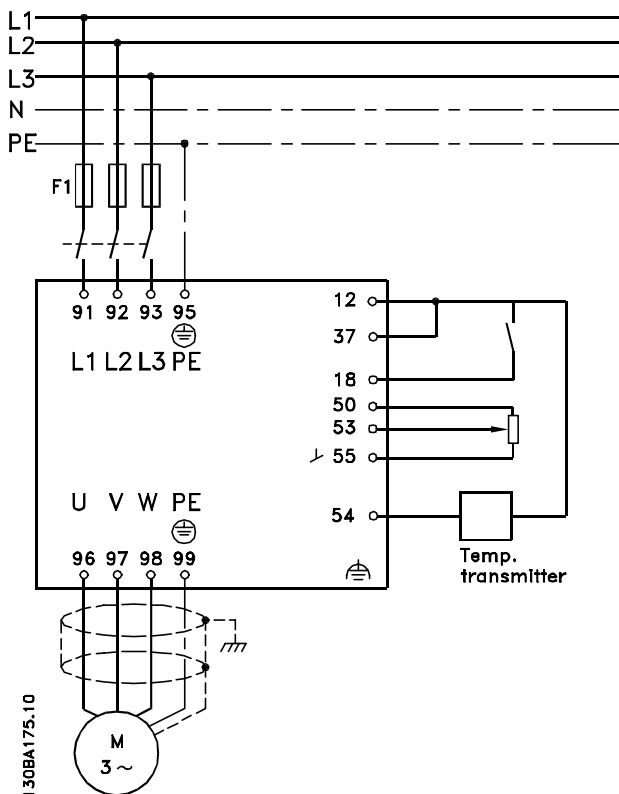 L1
L2
L3
N
PE
F1
91 92 93 95
L1 L2 L3 PE
12
37
18
50
53
55
54
U V W PE
96 97 98 99
Temp.
transmitter
M
3 ~
130BA175.10